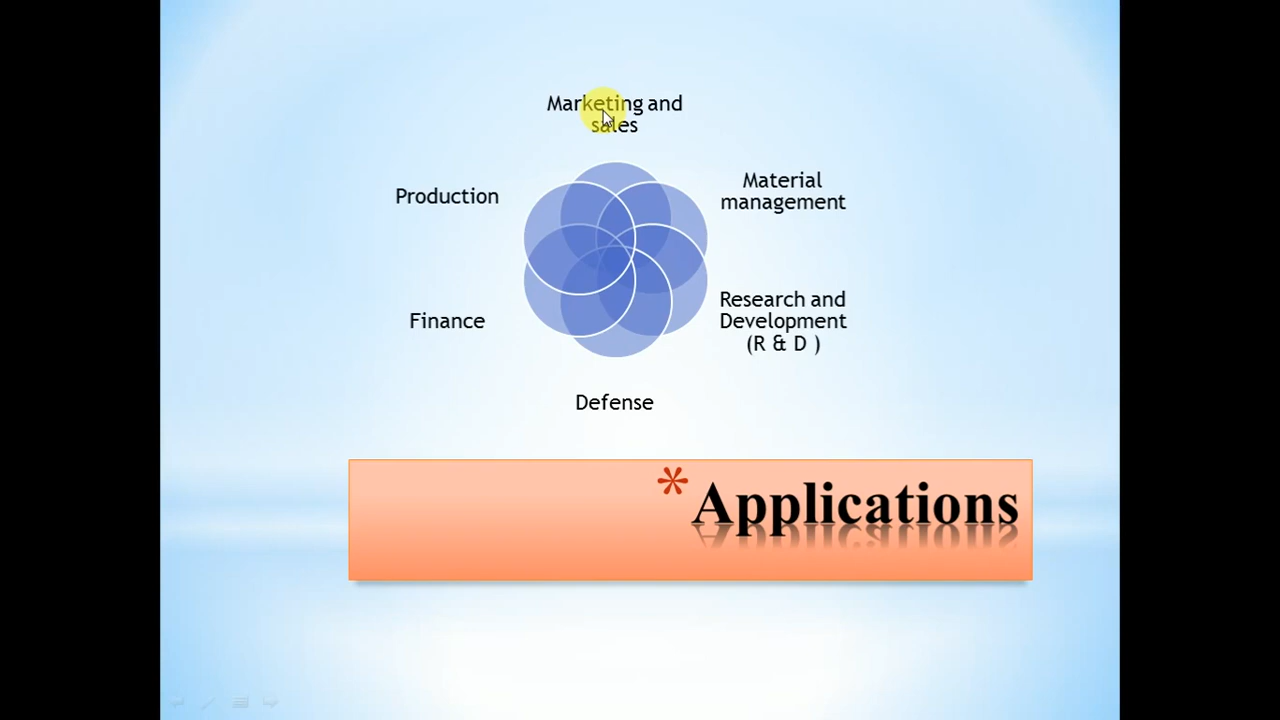 Marketing and
sales
Material
management
Research and
Development
(R & D )
Defense
Finance
Production
* Applications